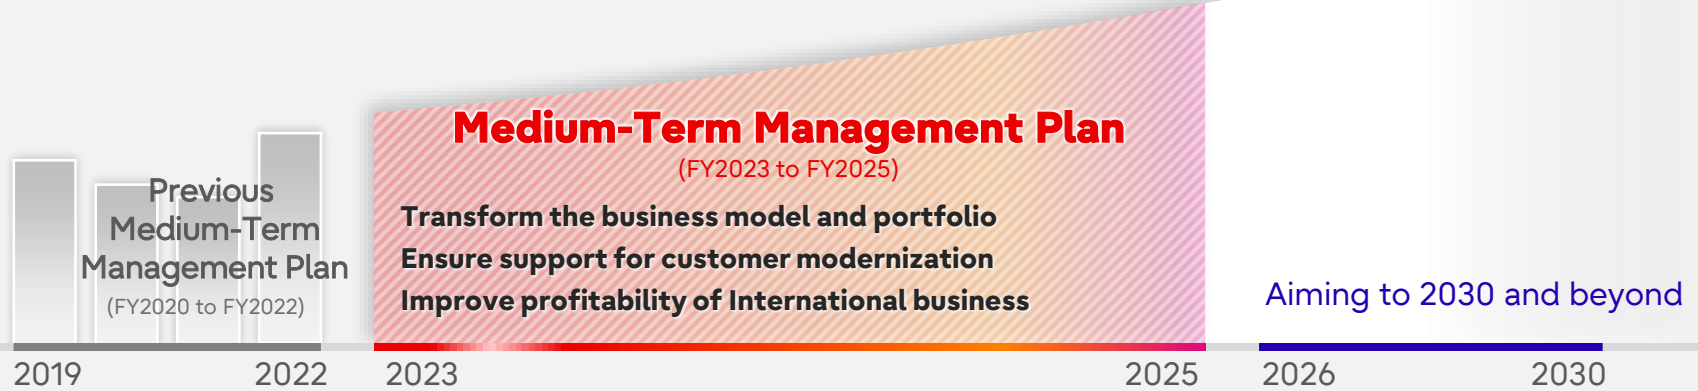 Previous
Medium-Term
Management Plan
(FY2020 to FY2022)
Medium-Term Management Plan
(FY2023 to FY2025)
Transform the business model and portfolio
Ensure support for customer modernization
Improve profitability of International business
Aiming to 2030 and beyond
2019
2022
2023
2025
2026
2030